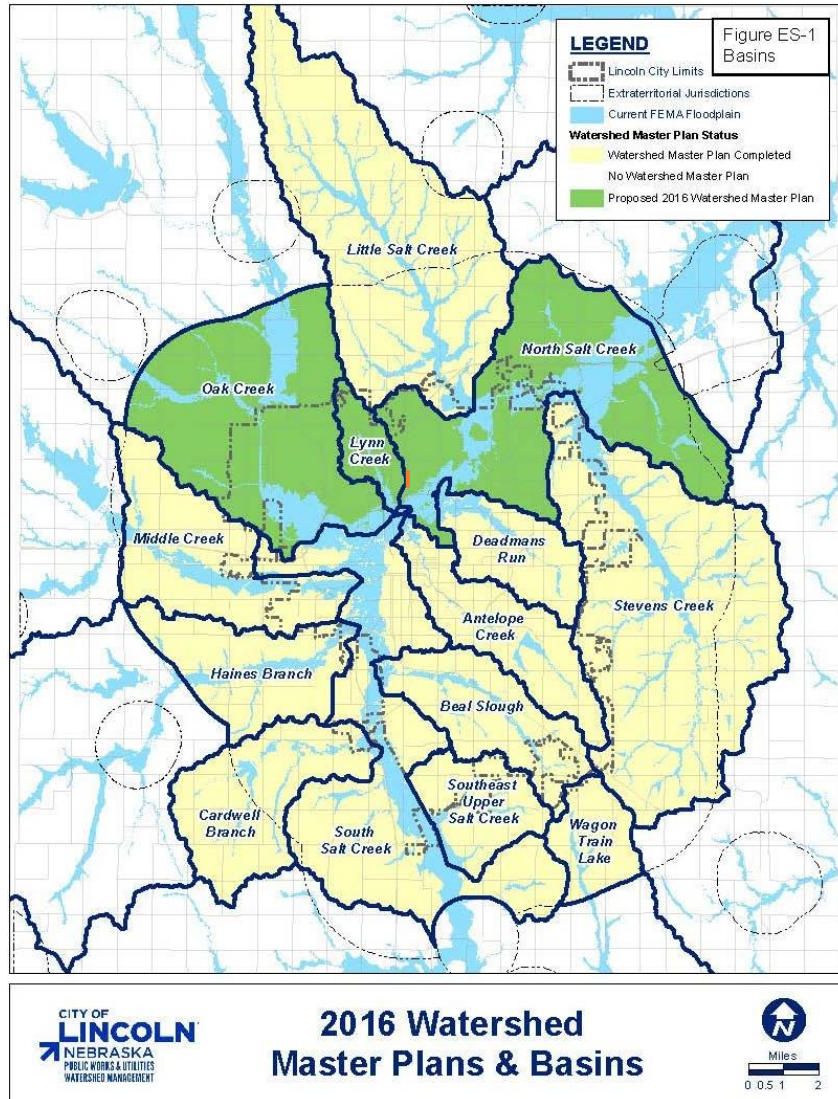 LEGEND
Figure ES-1
Basins
Lincoln City Limits
Extraterritorial Jurisdictions
Current FEMA Floodplain
Watershed Master Plan Status
Watershed Master Plan Completed
No Watershed Master Plan
Proposed 2016 Watershed Master Plan
Little Salt Creek
North Salt Creek
Oak Creek
Lynn
Creek
Middle Creek
Deadmans
Run
Stevens Creek
Antelope
Creek
Haines Branch
Beal Slough
Southeast
Upper
Salt Creek
Cardwell
Branch
South
Salt Creek
Wagon
Train
Lake
CITY OF
LINCOLN
NEBRASKA
PUBLIC WORKS & UTILITIES
WATERSHED MANAGEMENT
2016 Watershed
Master Plans & Basins
N
Miles
0 0.5 1 2